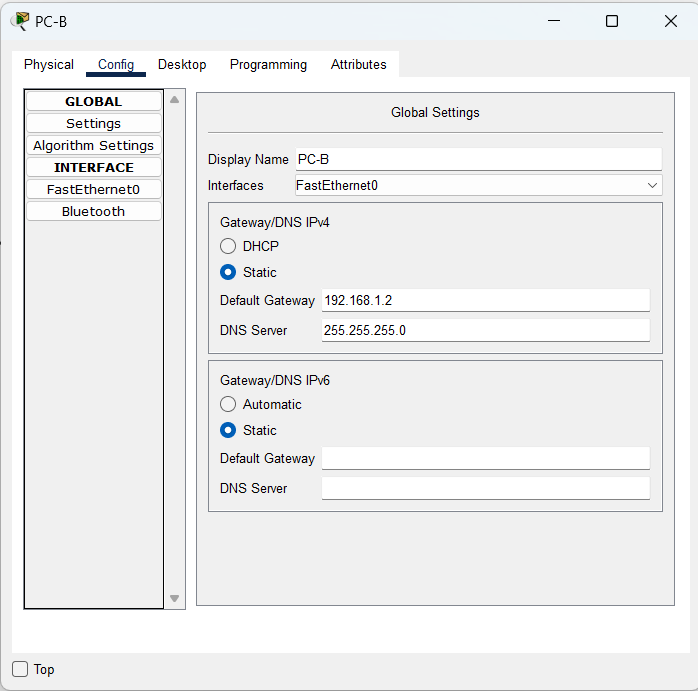 PC-B
Physical Config Desktop Programming Attributes
GLOBAL
Settings
Algorithm Settings
INTERFACE
FastEthernet0
Bluetooth
Global Settings
Display Name PC-B
Interfaces FastEthernet0
Gateway/DNS IPv4
DHCP
Static
Default Gateway 192.168.1.2
DNS Server 255.255.255.0
Gateway/DNS IPv6
Automatic
Static
Default Gateway
DNS Server
Top